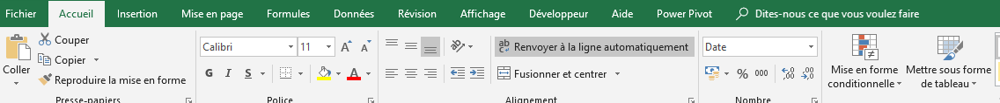 Fichier Accueil Insertion Mise en page Formules Données Révision Affichage Développeur Aide Power Pivot Dites-nous ce que vous voulez faire
Coller
Couper
Copier
Reproduire la mise en forme
Presse-papiers
Calibri 11 A A
G I S A
Police
ab Renvoyer à la ligne automatiquement
Fusionner et centrer
Alignement
Date
% 000 ,0 ,00 ,00 ,0
Nombre
Mise en forme
conditionnelle
Mettre sous forme
de tableau